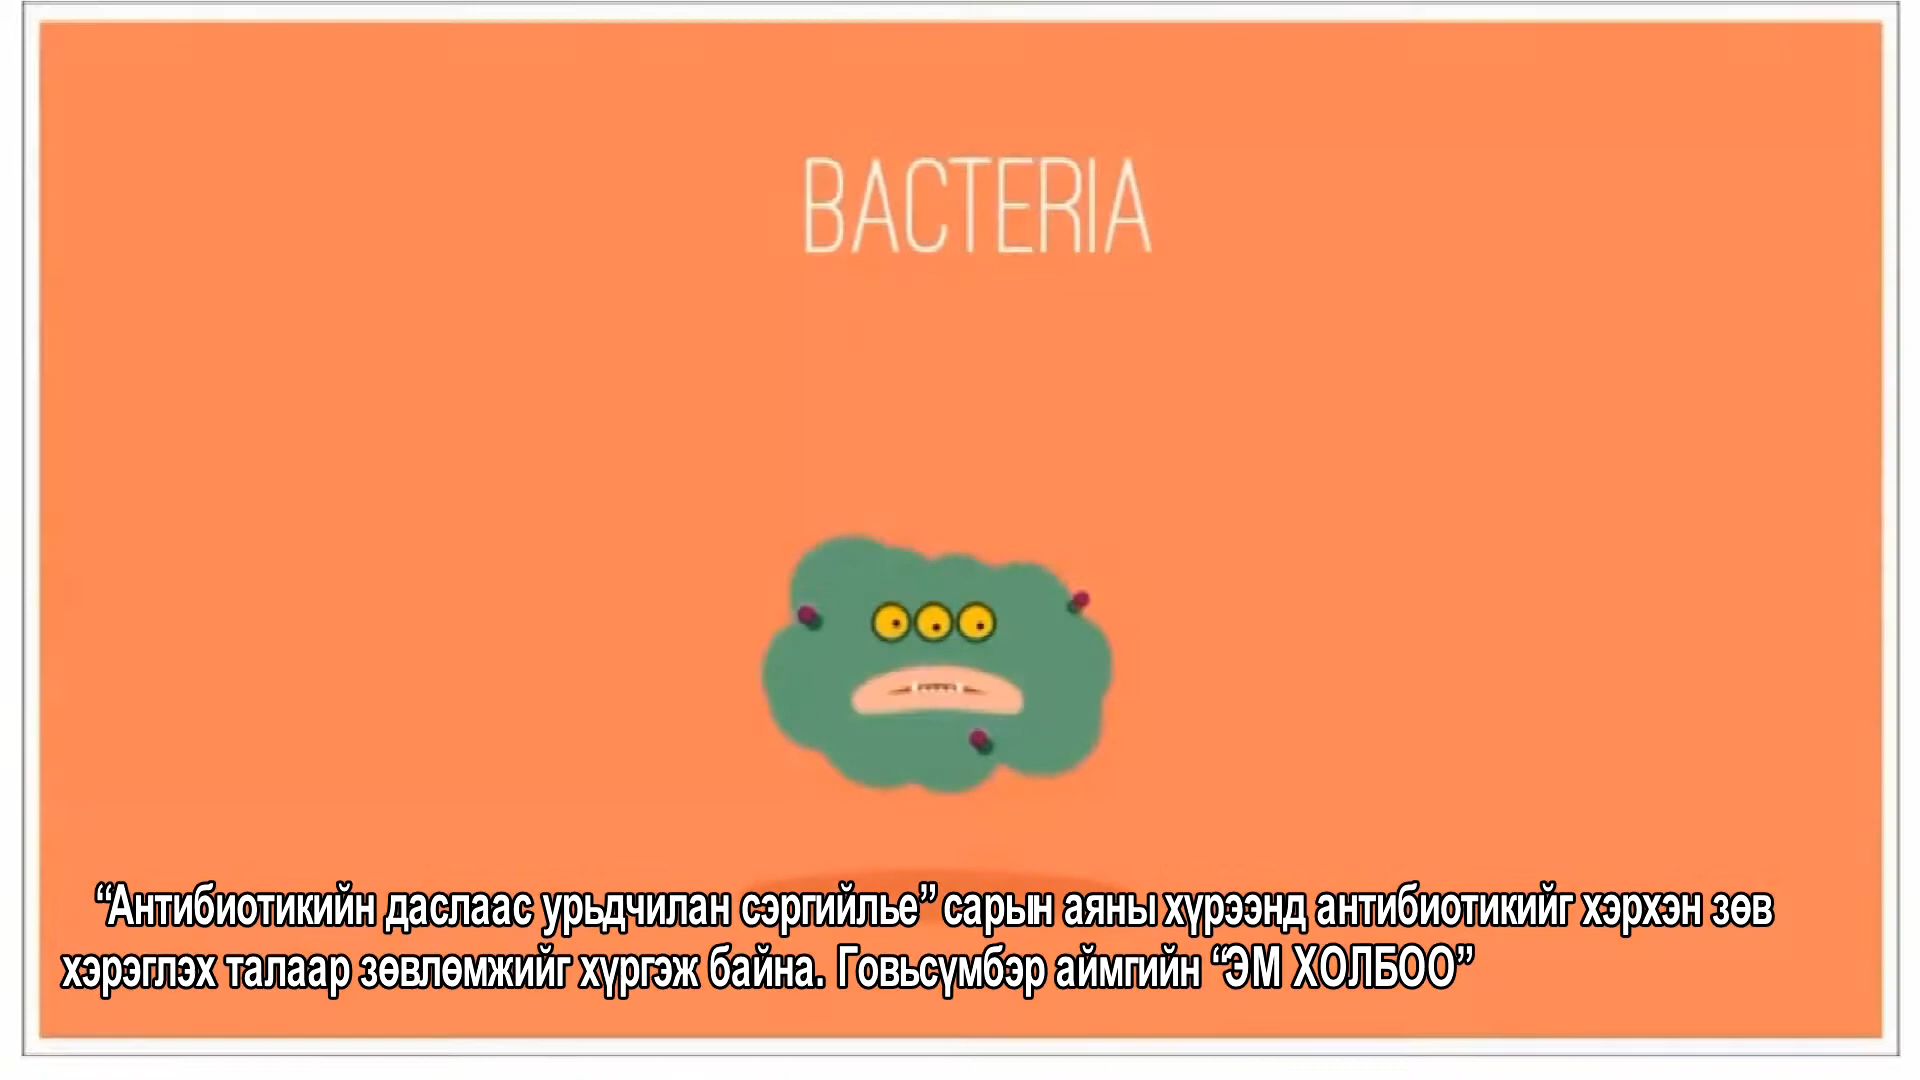 BACTERIA
“Антибиотикийн даслаас урьдчилан сэргийлье” сарын аяны хүрээнд антибиотикийг хэрхэн зөв
хэрэглэх талаар зөвлөмжийг хүргэж байна. Говьсүмбэр аймгийн “ЭМ ХОЛБОО”